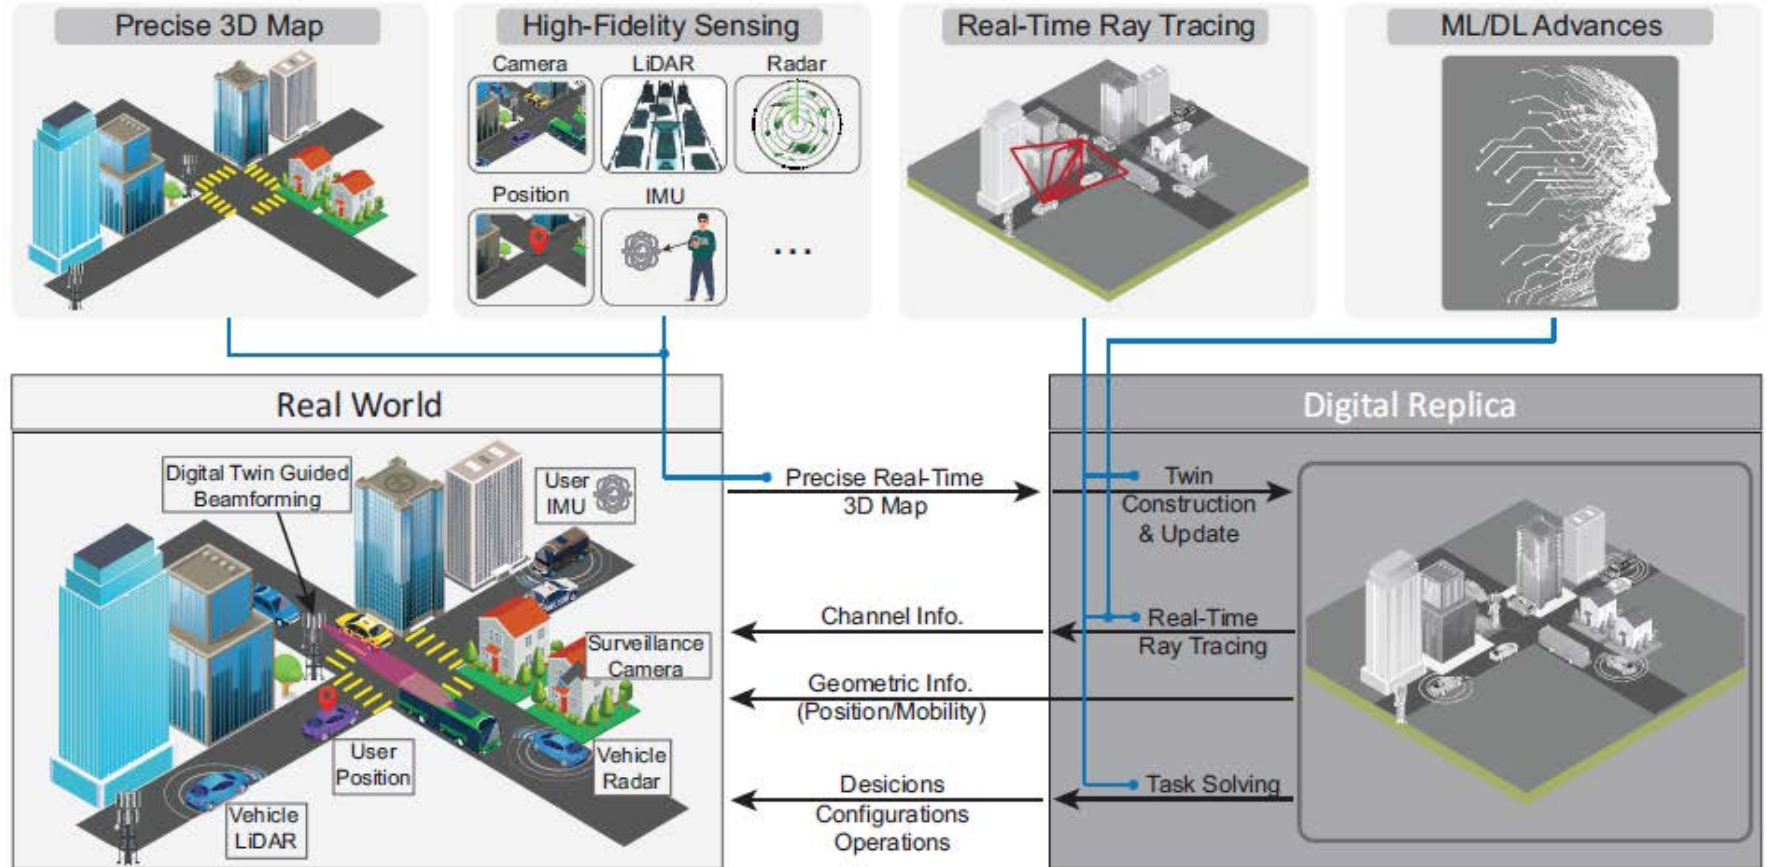 Precise 3D Map
High-Fidelity Sensing
Real-Time Ray Tracing
ML/DL Advances
Camera
LiDAR
Radar
Position
IMU
...
Real World
Digital Replica
Digital Twin Guided
Beamforming
User
IMU
Surveillance
Camera
User
Position
Vehicle
Radar
Vehicle
LiDAR
Precise Real-Time
3D Map
Channel Info.
Geometric Info.
(Position/Mobility)
Desicions
Configurations
Operations
Twin
Construction
& Update
Real-Time
Ray Tracing
Task Solving